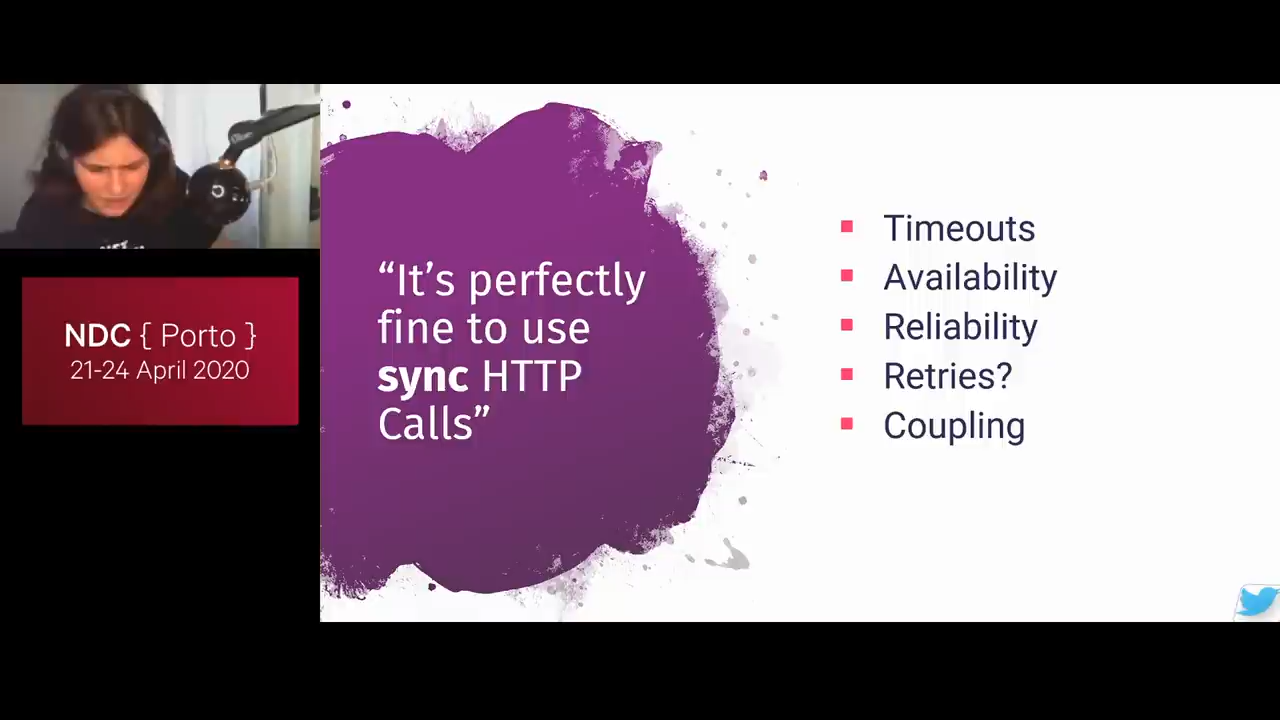 NDC { Porto }
21-24 April 2020
“It’s perfectly
fine to use
sync HTTP
Calls”
Timeouts
Availability
Reliability
Retries?
Coupling